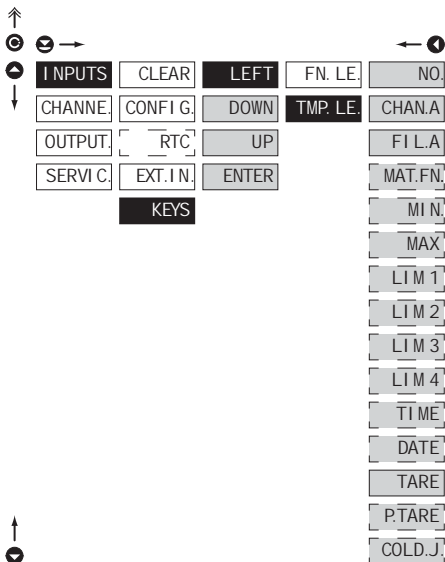 INPUTS CLEAR LEFT FN. LE. NO.
CHANNE. CONFIG. DOWN TMP. LE. CHAN.A
OUTPUT. RTC UP FIL.A
SERVIC. EXT.IN. ENTER MAT.FN.
KEYS MIN.
MAX
LIM 1
LIM 2
LIM 3
LIM 4
TIME
DATE
TARE
P.TARE
COLD.J.